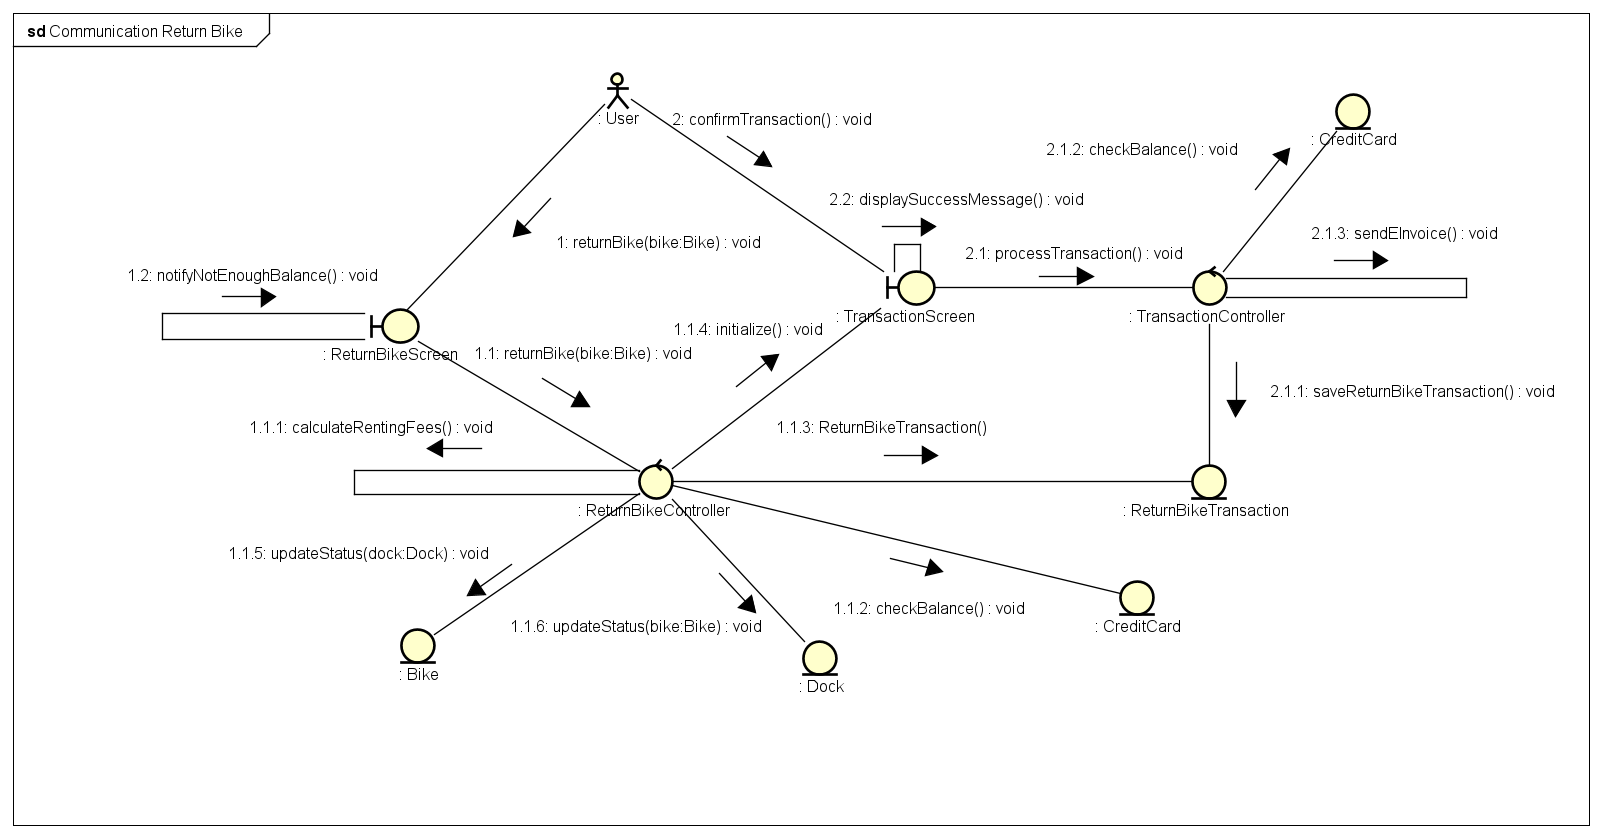 sd Communication Return Bike
: User
2: confirmTransaction() : void
: CreditCard
2.1.2: checkBalance() : void
2.2: displaySuccessMessage() : void
1: returnBike(bike:Bike) : void
2.1: processTransaction() : void
2.1.3: sendEInvoice() : void
1.2: notifyNotEnoughBalance() : void
: TransactionScreen
: TransactionController
1.1.4: initialize() : void
: ReturnBikeScreen
1.1: returnBike(bike:Bike) : void
2.1.1: saveReturnBikeTransaction() : void
1.1.1: calculateRentingFees() : void
1.1.3: ReturnBikeTransaction()
: ReturnBikeController
: ReturnBikeTransaction
1.1.5: updateStatus(dock:Dock) : void
1.1.2: checkBalance() : void
1.1.6: updateStatus(bike:Bike) : void
: CreditCard
: Bike
: Dock